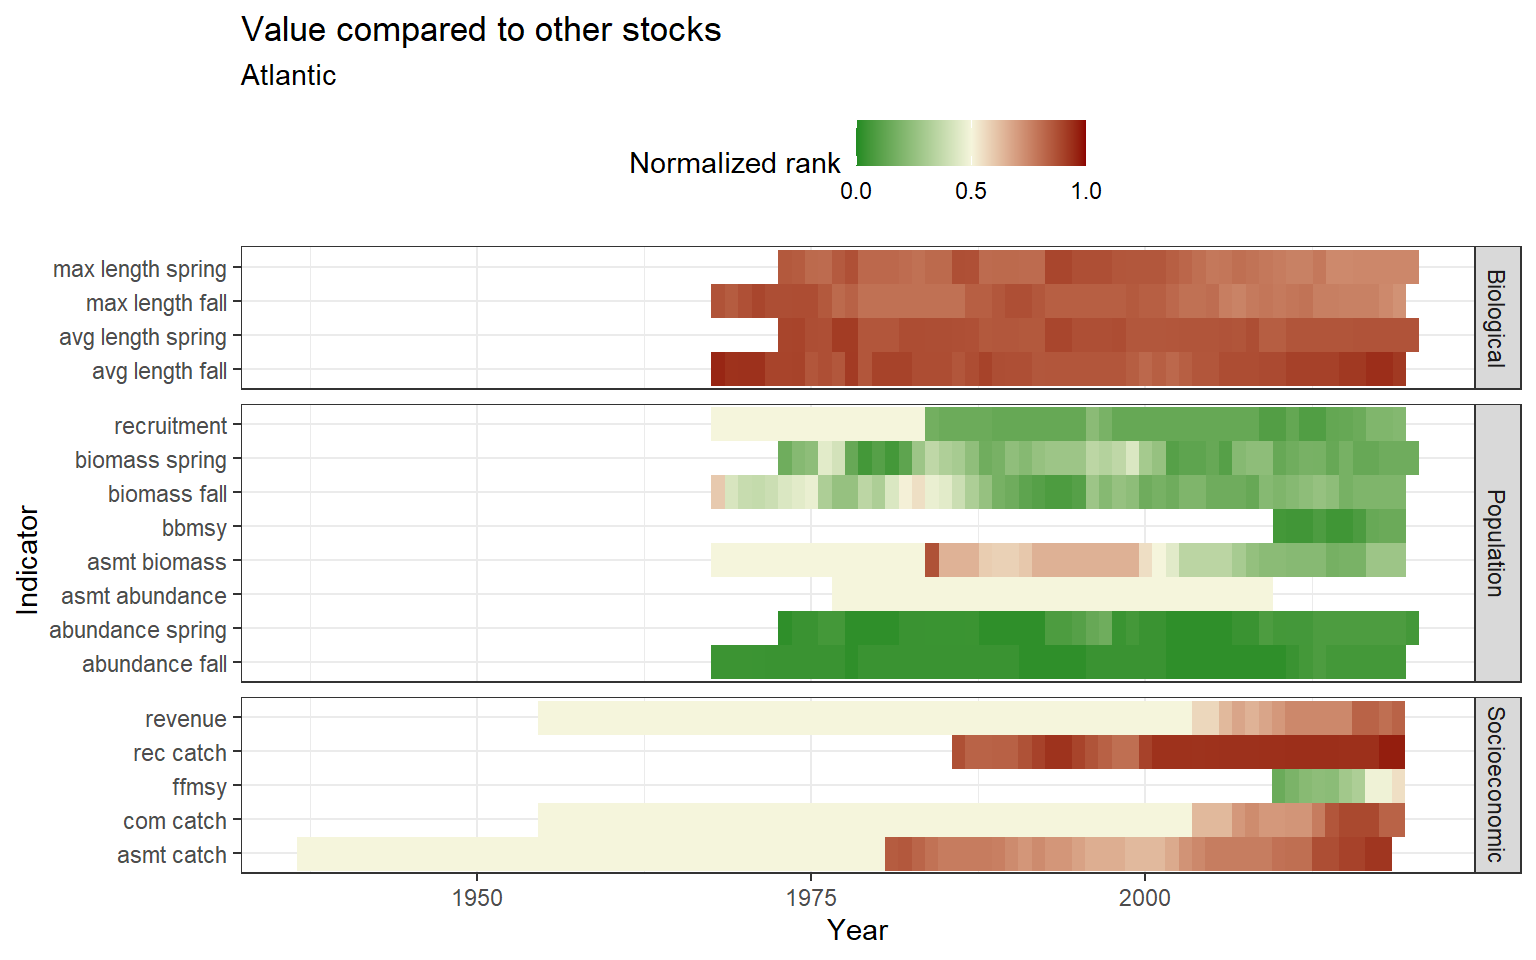 Value compared to other stocks
Atlantic
Normalized rank
0.0 0.5 1.0
max length spring
max length fall
avg length spring
avg length fall
Biological
recruitment
biomass spring
biomass fall
bbmsy
asmt biomass
asmt abundance
abundance spring
abundance fall
Population
revenue
rec catch
ffmsy
com catch
asmt catch
Socioeconomic
Indicator
1950 1975 2000
Year